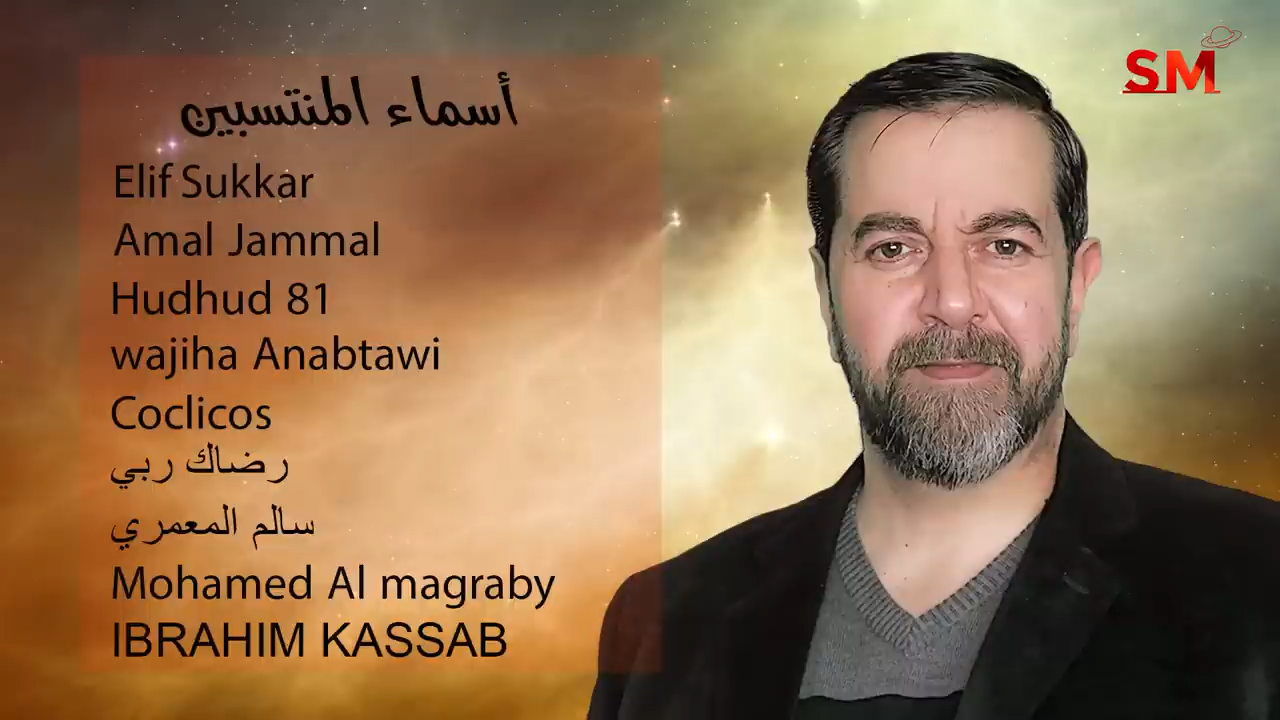 SM
أسماء المنتسبين
Elif Sukkar
Amal Jammal
Hudhud 81
wajiha Anabtawi
Coclicos
رضاك ربي
سالم المعمري
Mohamed Al magraby
IBRAHIM KASSAB